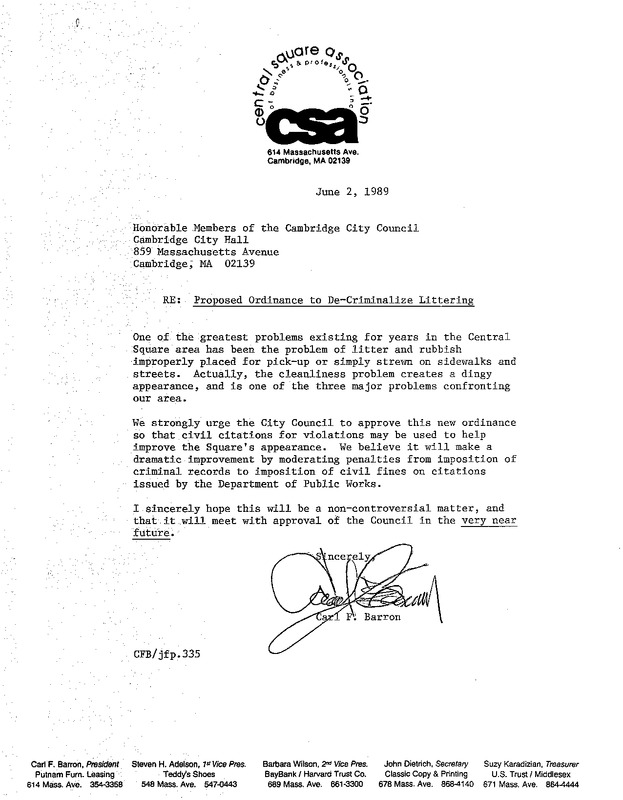 central square association
of business & professionals inc
csa
614 Massachusetts Ave.
Cambridge, MA 02139
June 2, 1989
Honorable Members of the Cambridge City Council
Cambridge City Hall
859 Massachusetts Avenue
Cambridge, MA 02139
RE: Proposed Ordinance to De-Criminalize Littering
One of the greatest problems existing for years in the Central
Square area has been the problem of litter and rubbish
improperly placed for pick-up or simply strewn on sidewalks and
streets. Actually, the cleanliness problem creates a dingy
appearance, and is one of the three major problems confronting
our area.
We strongly urge the City Council to approve this new ordinance
so that civil citations for violations may be used to help
improve the Square's appearance. We believe it will make a
dramatic improvement by moderating penalties from imposition of
criminal records to imposition of civil fines on citations
issued by the Department of Public Works.
I sincerely hope this will be a non-controversial matter, and
that it will meet with approval of the Council in the very near
future.
Sincerely,
Carl F. Barron
CFB/jfp.335
Carl F. Barron, President Steven H. Adelson, 1st Vice Pres. Barbara Wilson, 2nd Vice Pres. John Dietrich, Secretary Suzy Karadizian, Treasurer
Putnam Furn. Leasing Teddy's Shoes BayBank / Harvard Trust Co. Classic Copy & Printing U.S. Trust / Middlesex
614 Mass. Ave. 354-3358 548 Mass. Ave. 547-0443 689 Mass. Ave. 661-3300 678 Mass. Ave. 868-4140 671 Mass. Ave. 864-4444